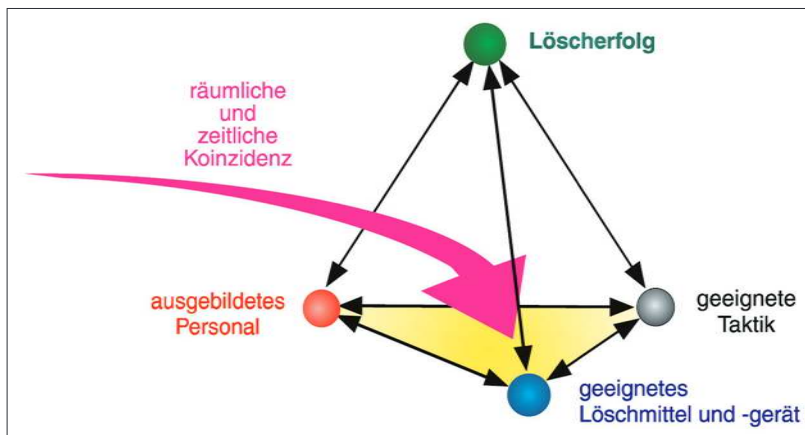 Löscherfolg
räumliche
und
zeitliche
Koinzidenz
ausgebildetes
Personal
geeignete
Taktik
geeignetes
Löschmittel und -gerät